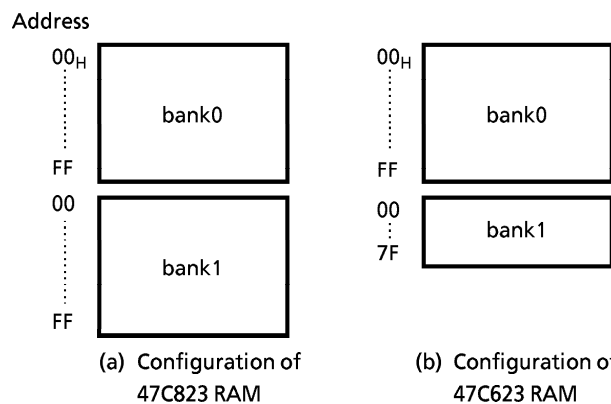 Address
00H
00H
bank0
bank0
FF
FF
00
00
bank1
bank1
7F
FF
(a) Configuration of
47C823 RAM
(b) Configuration of
47C623 RAM